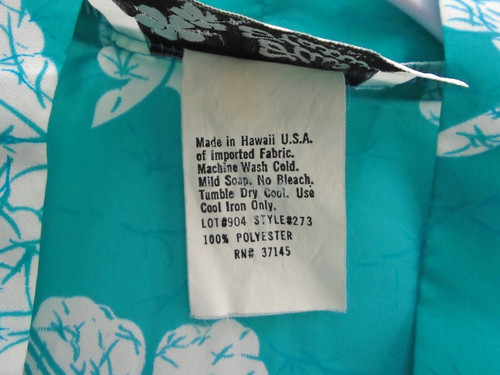 Made in Hawaii U.S.A.
of Imported Fabric.
Machine Wash Cold.
Mild Soap. No Bleach.
Tumble Dry Cool. Use
Cool Iron Only.
LOT#904 STYLE#273
100% POLYESTER
RN# 37145